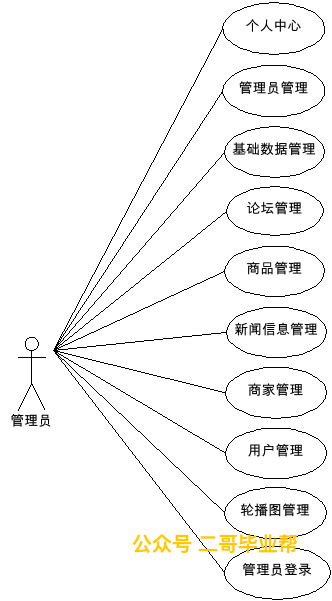 个人中心
管理员管理
基础数据管理
论坛管理
商品管理
新闻信息管理
商家管理
管理员
用户管理
轮播图管理
公众号 二哥毕业帮
管理员登录